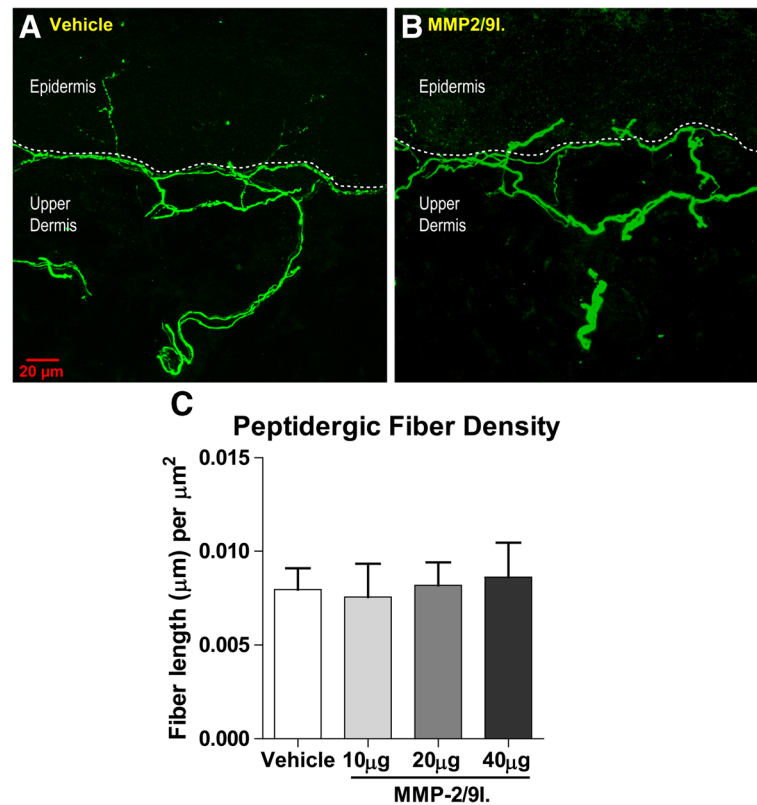 A Vehicle
Epidermis
Upper
Dermis
20 μm
B MMP2/9I.
Epidermis
Upper
Dermis
C
Peptidergic Fiber Density
Fiber length (μm) per μm²
0.015
0.010
0.005
0.000
Vehicle 10μg 20μg 40μg
MMP-2/9I.